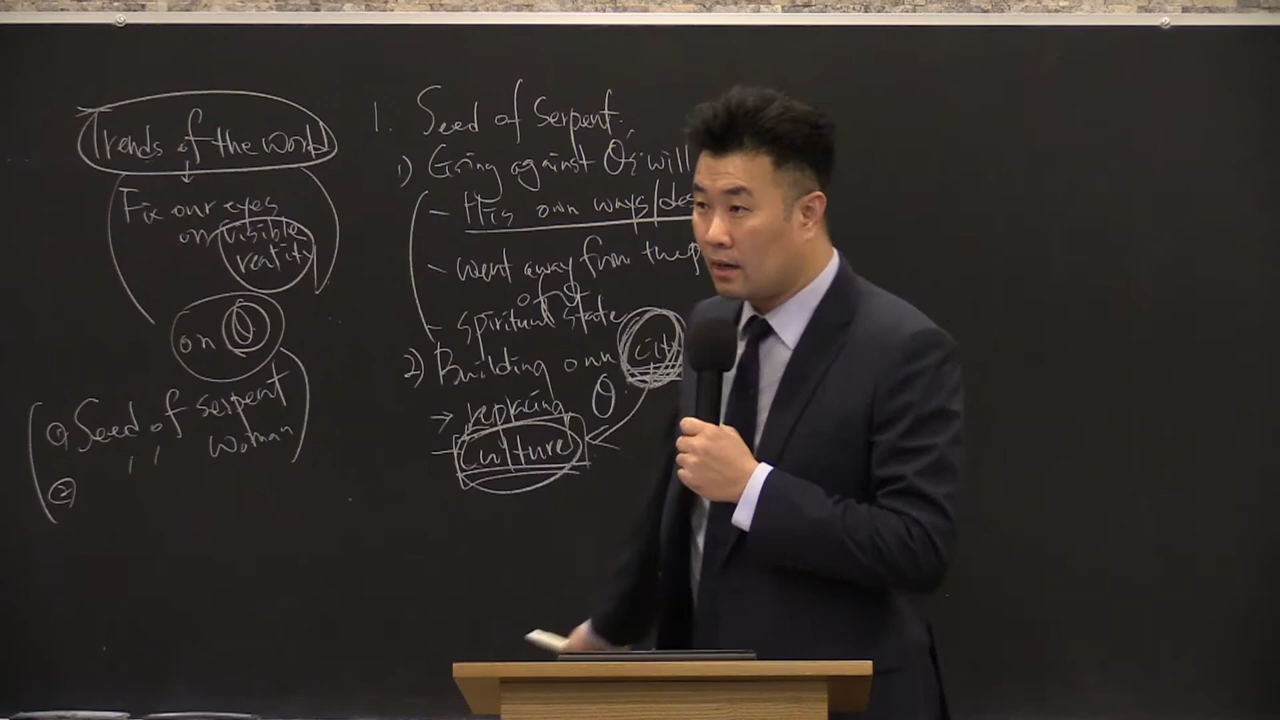 Trends of the world
Fix our eyes
on visible
reality
on Θ
① Seed of serpent
〃 woman
②
1. Seed of Serpent.
1) Going against Θ's will
- His own ways/des
- went away from the p
of Θ
- spiritual state
2) Building own city
→ replacing Θ.
- Culture